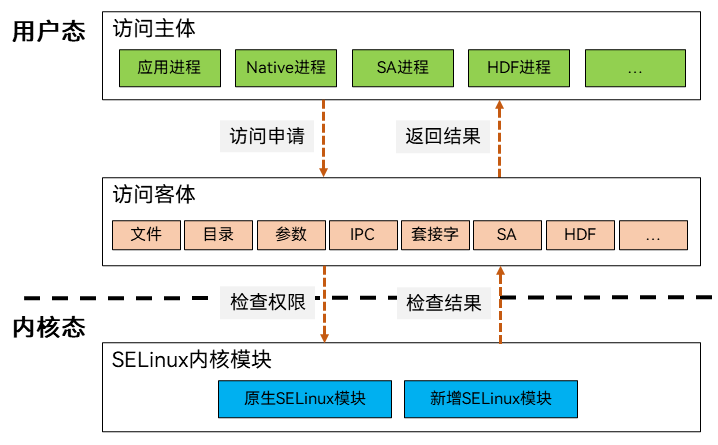 用户态
访问主体
应用进程 Native进程 SA进程 HDF进程 ...
访问申请 返回结果
访问客体
文件 目录 参数 IPC 套接字 SA HDF ...
检查权限 检查结果
内核态
SELinux内核模块
原生SELinux模块 新增SELinux模块